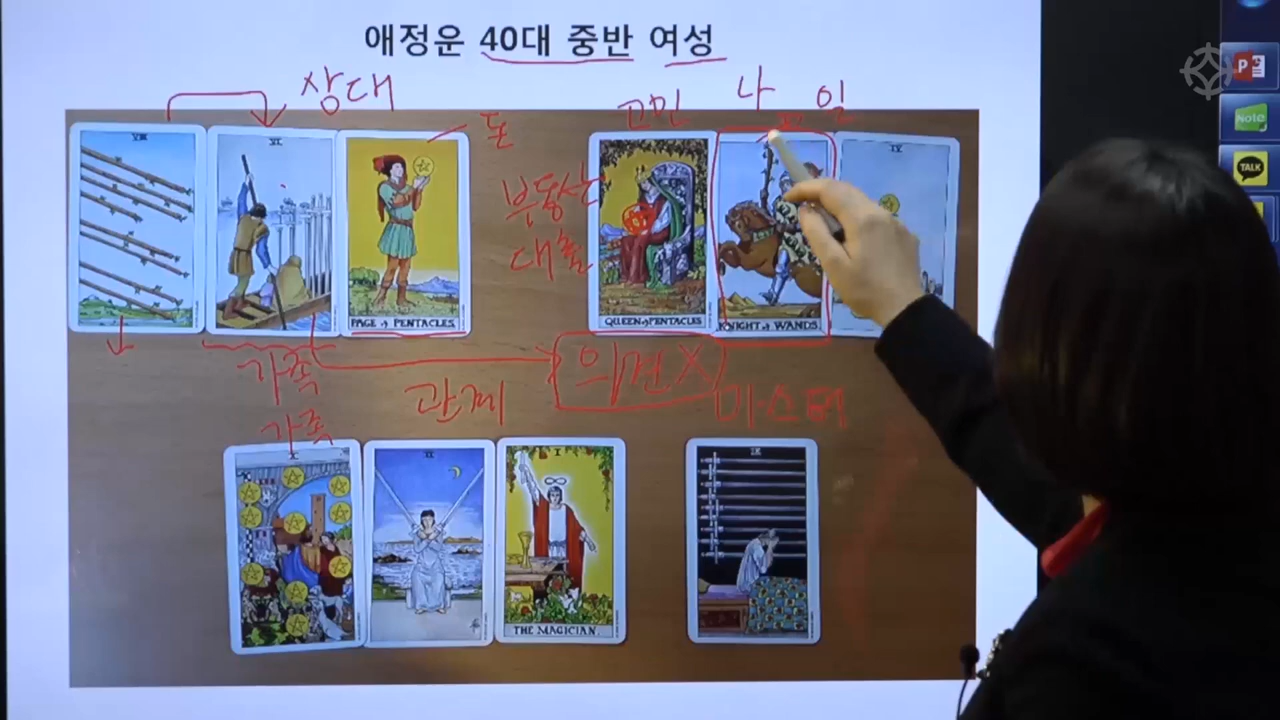 애정운 40대 중반 여성
상대
나
고민
일
돈
부동산
대출
VIII
VI
PAGE of PENTACLES
QUEEN of PENTACLES
KNIGHT of WANDS
IV
가족
가족
관계
의견X
마스터
X
II
I
THE MAGICIAN.
IX
P
Note
TALK